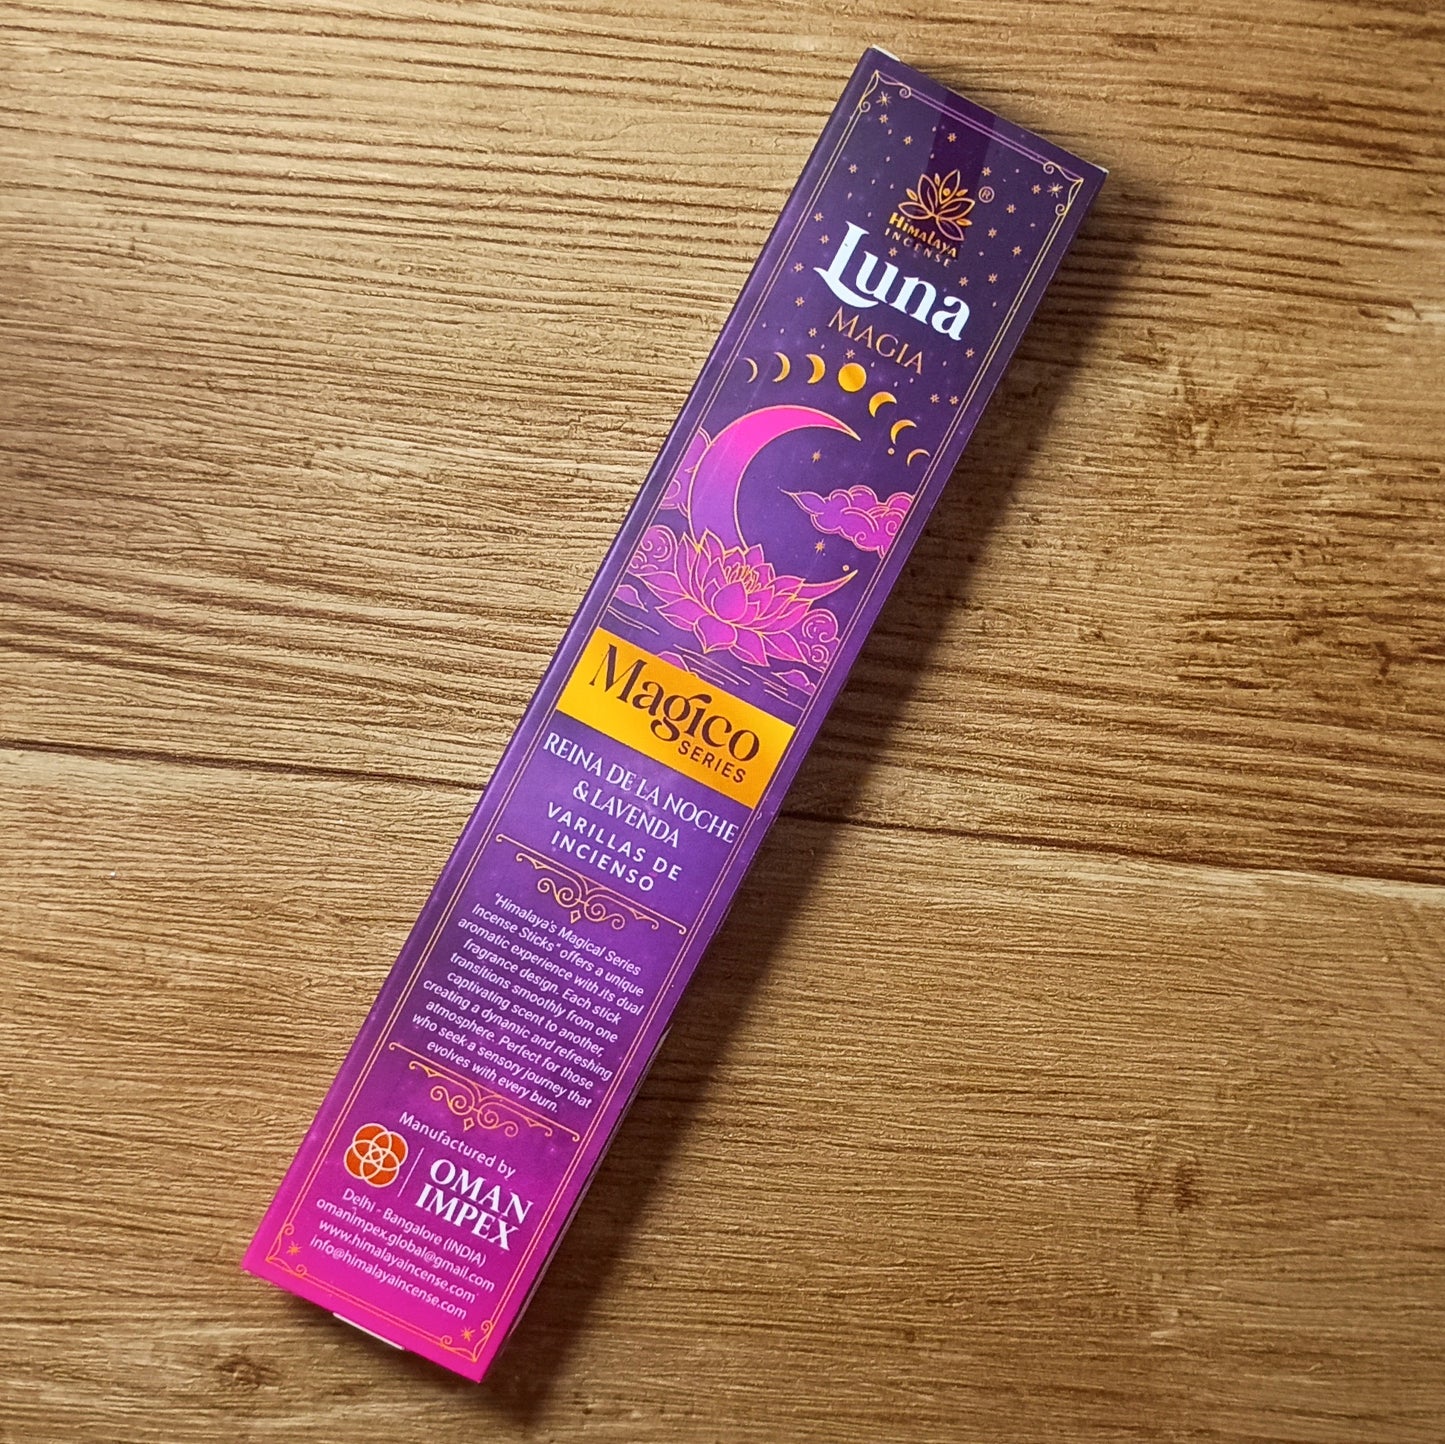 ®
Himalaya
INCENSE
Luna
MAGIA
Magico
SERIES
REINA DE LA NOCHE
& LAVENDA
VARILLAS DE
INCIENSO
"Himalaya's Magical Series
Incense Sticks" offers a unique
aromatic experience with its dual
fragrance design. Each stick
transitions smoothly from one
captivating scent to another,
creating a dynamic and refreshing
atmosphere. Perfect for those
who seek a sensory journey that
evolves with every burn.
Manufactured by
OMAN
IMPEX
Delhi - Bangalore (INDIA)
omanimpex.global@gmail.com
www.himalayaincense.com
info@himalayaincense.com